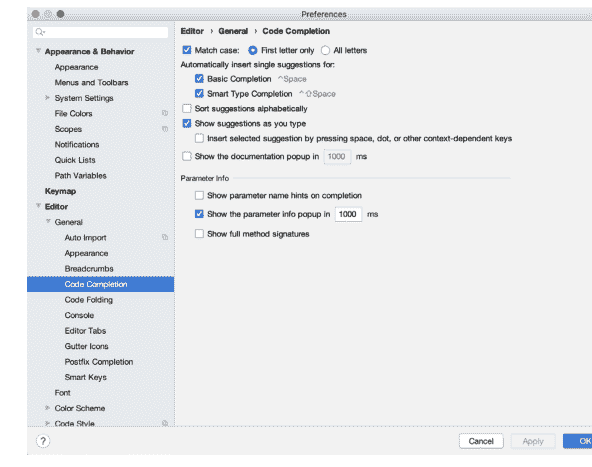 Preferences
Appearance & Behavior
Appearance
Menus and Toolbars
System Settings
File Colors
Scopes
Notifications
Quick Lists
Path Variables
Keymap
Editor
General
Auto Import
Appearance
Breadcrumbs
Code Completion
Code Folding
Console
Editor Tabs
Gutter Icons
Postfix Completion
Smart Keys
Font
Color Scheme
Code Style
Editor › General › Code Completion
Match case: First letter only All letters
Automatically insert single suggestions for:
Basic Completion ^Space
Smart Type Completion ^⇧Space
Sort suggestions alphabetically
Show suggestions as you type
Insert selected suggestion by pressing space, dot, or other context-dependent keys
Show the documentation popup in 1000 ms
Parameter Info
Show parameter name hints on completion
Show the parameter info popup in 1000 ms
Show full method signatures
? Cancel Apply OK